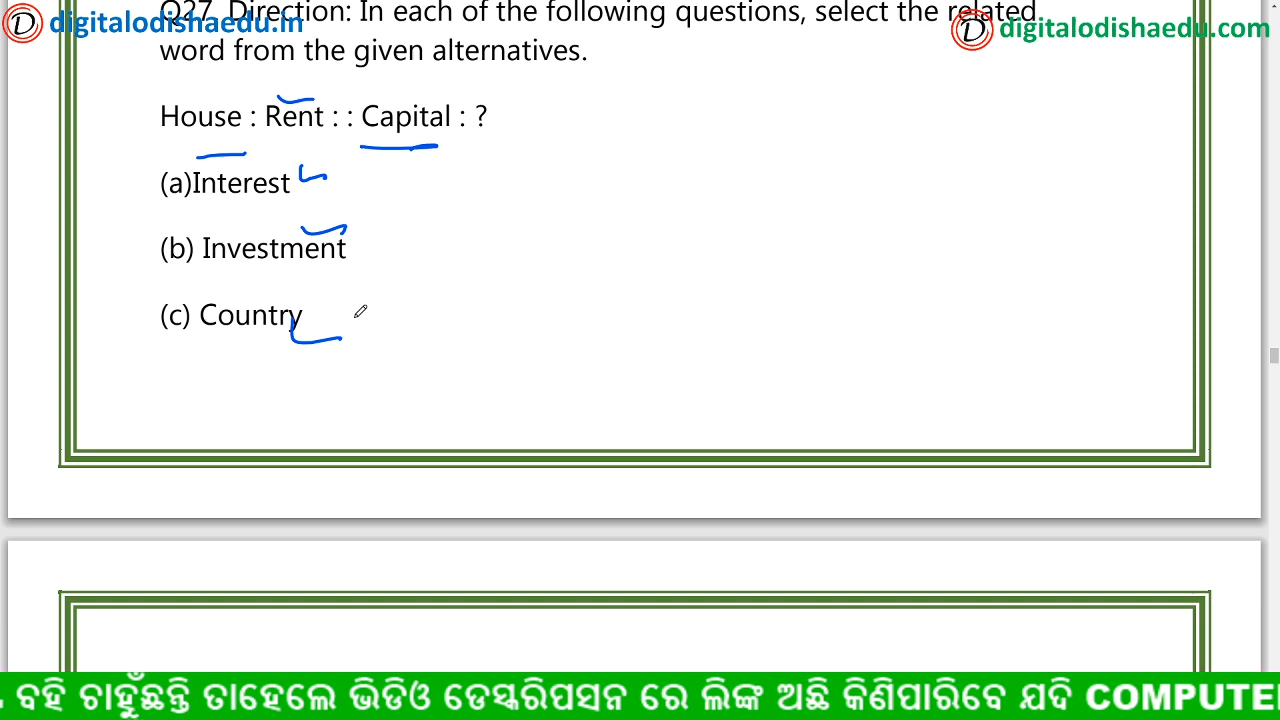 Q27. Direction: In each of the following questions, select the related
digitalodishaedu.in
digitalodishaedu.com
word from the given alternatives.
House : Rent : : Capital : ?
(a)Interest
(b) Investment
(c) Country
ବହି ଚାହୁଁଛନ୍ତି ତାହେଲେ ଭିଡିଓ ଡେସ୍କରିପସନ ରେ ଲିଙ୍କ ଅଛି କିଣିପାରିବେ ଯଦି COMPUTE